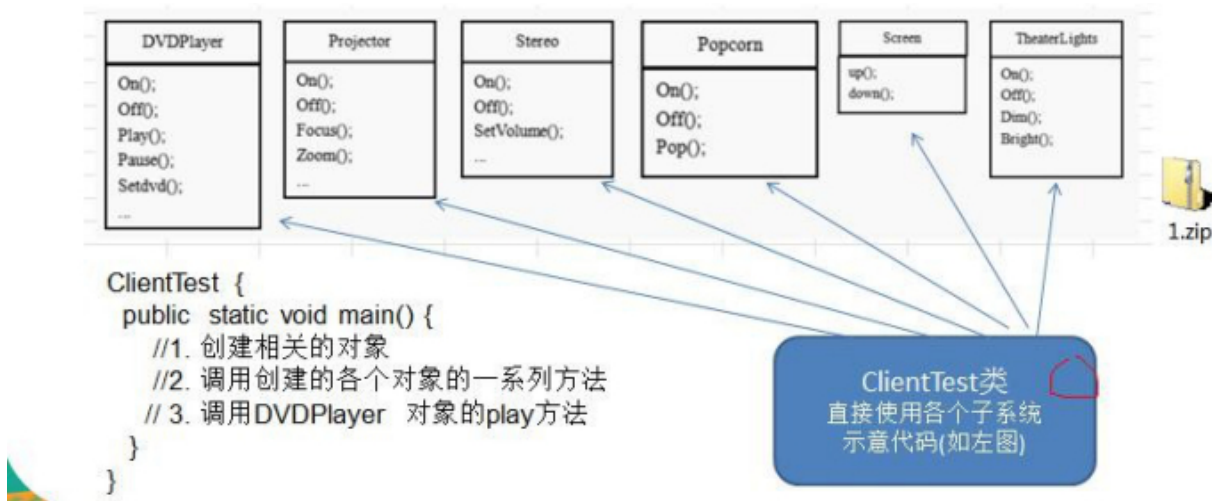 DVDPlayer
On();
Off();
Play();
Pause();
Setdvd();
...
Projector
On();
Off();
Focus();
Zoom();
...
Stereo
On();
Off();
SetVolume();
...
Popcorn
On();
Off();
Pop();
Screen
up();
down();
TheaterLights
On();
Off();
Dim();
Bright();
1.zip
ClientTest {
public static void main() {
//1. 创建相关的对象
//2. 调用创建的各个对象的一系列方法
// 3. 调用DVDPlayer 对象的play方法
}
}
ClientTest类
直接使用各个子系统
示意代码(如左图)